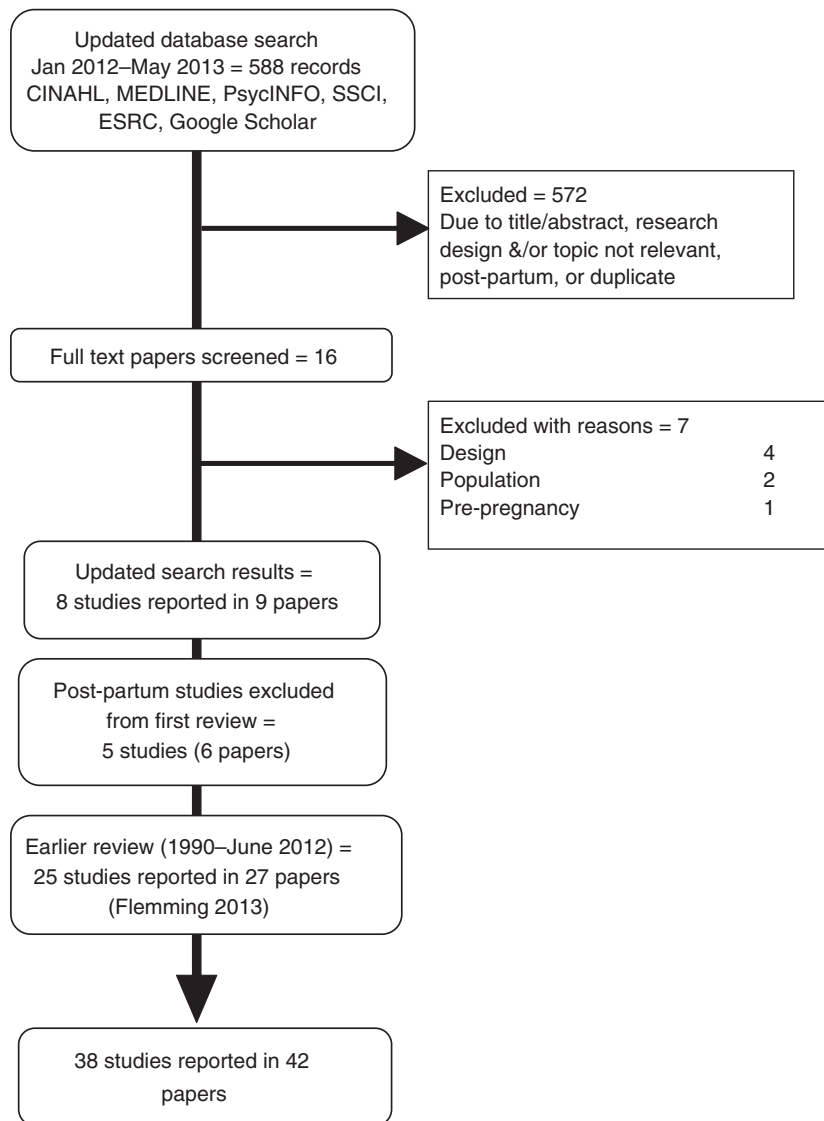 Updated database search
Jan 2012–May 2013 = 588 records
CINAHL, MEDLINE, PsycINFO, SSCI,
ESRC, Google Scholar
Excluded = 572
Due to title/abstract, research
design &/or topic not relevant,
post-partum, or duplicate
Full text papers screened = 16
Excluded with reasons = 7
Design 4
Population 2
Pre-pregnancy 1
Updated search results =
8 studies reported in 9 papers
Post-partum studies excluded
from first review =
5 studies (6 papers)
Earlier review (1990–June 2012) =
25 studies reported in 27 papers
(Flemming 2013)
38 studies reported in 42
papers